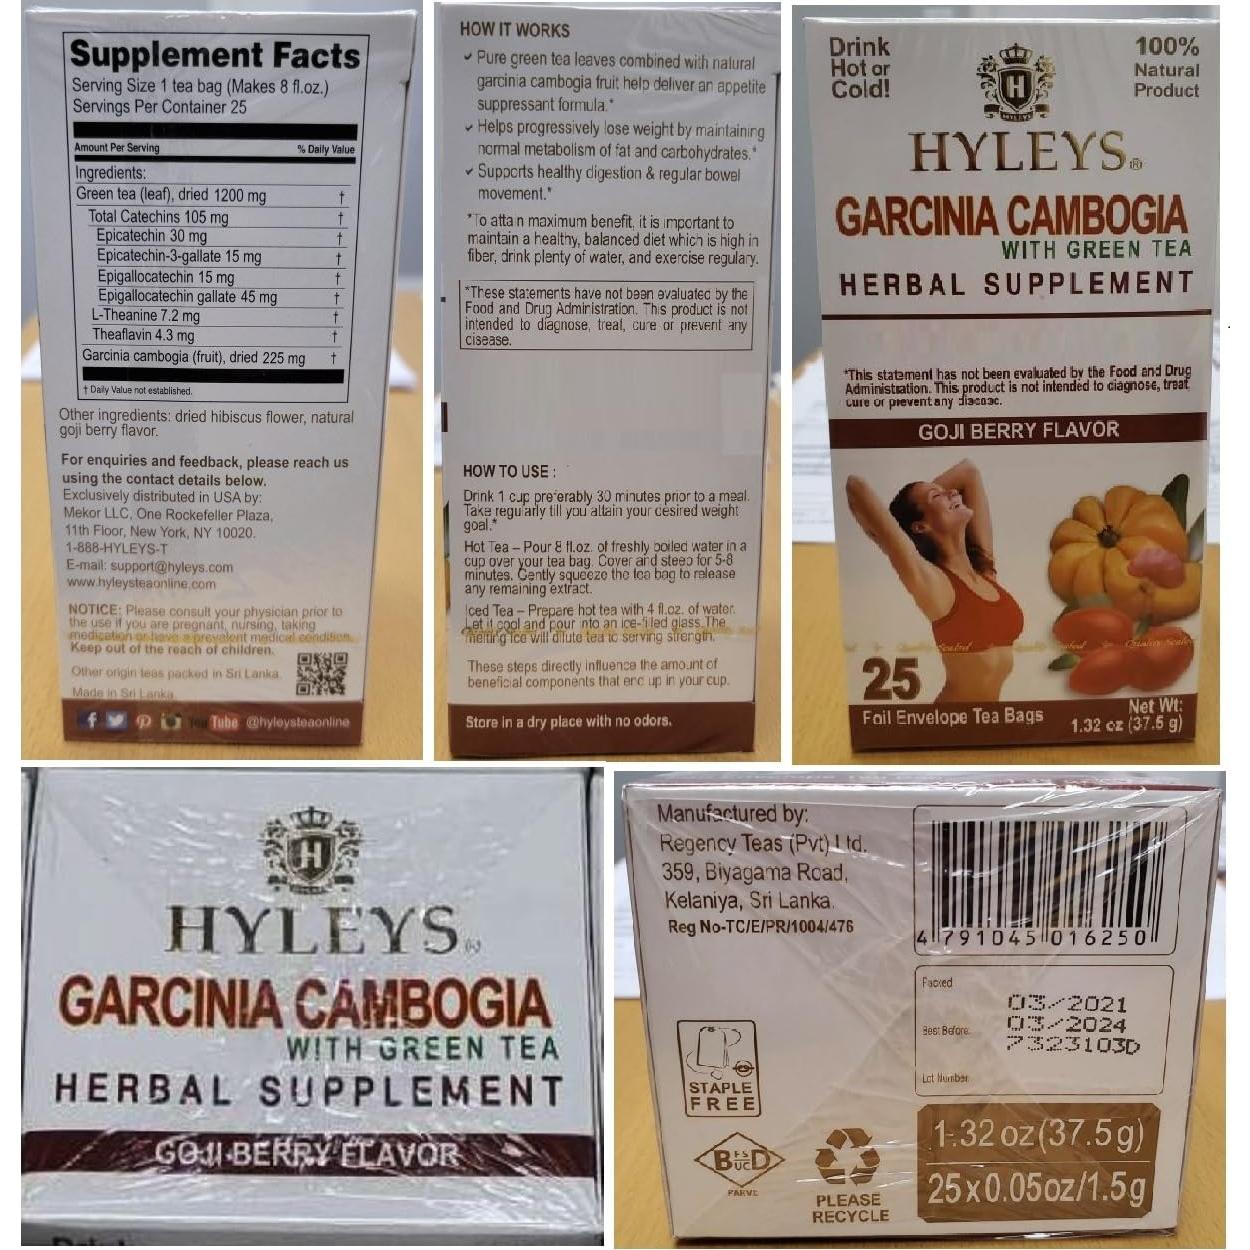 Supplement Facts
Serving Size 1 tea bag (Makes 8 fl.oz.)
Servings Per Container 25
Amount Per Serving % Daily Value
Ingredients:
Green tea (leaf), dried 1200 mg †
Total Catechins 105 mg †
Epicatechin 30 mg †
Epicatechin-3-gallate 15 mg †
Epigallocatechin 15 mg †
Epigallocatechin gallate 45 mg †
L-Theanine 7.2 mg †
Theaflavin 4.3 mg †
Garcinia cambogia (fruit), dried 225 mg †
† Daily Value not established.
Other ingredients: dried hibiscus flower, natural
goji berry flavor.
For enquiries and feedback, please reach us
using the contact details below.
Exclusively distributed in USA by:
Mekor LLC, One Rockefeller Plaza,
11th Floor, New York, NY 10020.
1-888-HYLEYS-T
E-mail: support@hyleys.com
www.hyleysteaonline.com
NOTICE: Please consult your physician prior to
the use if you are pregnant, nursing, taking
medication or have a prevalent medical condition.
Keep out of the reach of children.
Other origin teas packed in Sri Lanka.
Made in Sri Lanka.
You Tube @hyleysteaonline
HOW IT WORKS
✓ Pure green tea leaves combined with natural
garcinia cambogia fruit help deliver an appetite
suppressant formula.*
✓ Helps progressively lose weight by maintaining
normal metabolism of fat and carbohydrates.*
✓ Supports healthy digestion & regular bowel
movement.*
*To attain maximum benefit, it is important to
maintain a healthy, balanced diet which is high in
fiber, drink plenty of water, and exercise regulary.
*These statements have not been evaluated by the
Food and Drug Administration. This product is not
intended to diagnose, treat, cure or prevent any
disease.
HOW TO USE :
Drink 1 cup preferably 30 minutes prior to a meal.
Take regularly till you attain your desired weight
goal.*
Hot Tea – Pour 8 fl.oz. of freshly boiled water in a
cup over your tea bag. Cover and steep for 5-8
minutes. Gently squeeze the tea bag to release
any remaining extract.
Iced Tea – Prepare hot tea with 4 fl.oz. of water.
Let it cool and pour into an ice-filled glass.The
melting ice will dilute tea to serving strength.
These steps directly influence the amount of
beneficial components that end up in your cup.
Store in a dry place with no odors.
Drink
Hot or
Cold!
100%
Natural
Product
H
HYLEYS
HYLEYS®
GARCINIA CAMBOGIA
WITH GREEN TEA
HERBAL SUPPLEMENT
*This statement has not been evaluated by the Food and Drug
Administration. This product is not intended to diagnose, treat,
cure or prevent any disease.
GOJI BERRY FLAVOR
Quality Sealed
25
Foil Envelope Tea Bags
Net Wt:
1.32 oz (37.5 g)
H
HYLEYS®
GARCINIA CAMBOGIA
WITH GREEN TEA
HERBAL SUPPLEMENT
GOJI BERRY FLAVOR
Drink
Manufactured by:
Regency Teas (Pvt) Ltd.
359, Biyagama Road,
Kelaniya, Sri Lanka.
Reg No-TC/E/PR/1004/476
4 791045 016250
Packed
03/2021
Best Before:
03/2024
7323103D
Lot Number
STAPLE
FREE
B FS UC D
PARVE
PLEASE
RECYCLE
1.32 oz (37.5 g)
25x0.05oz/1.5g